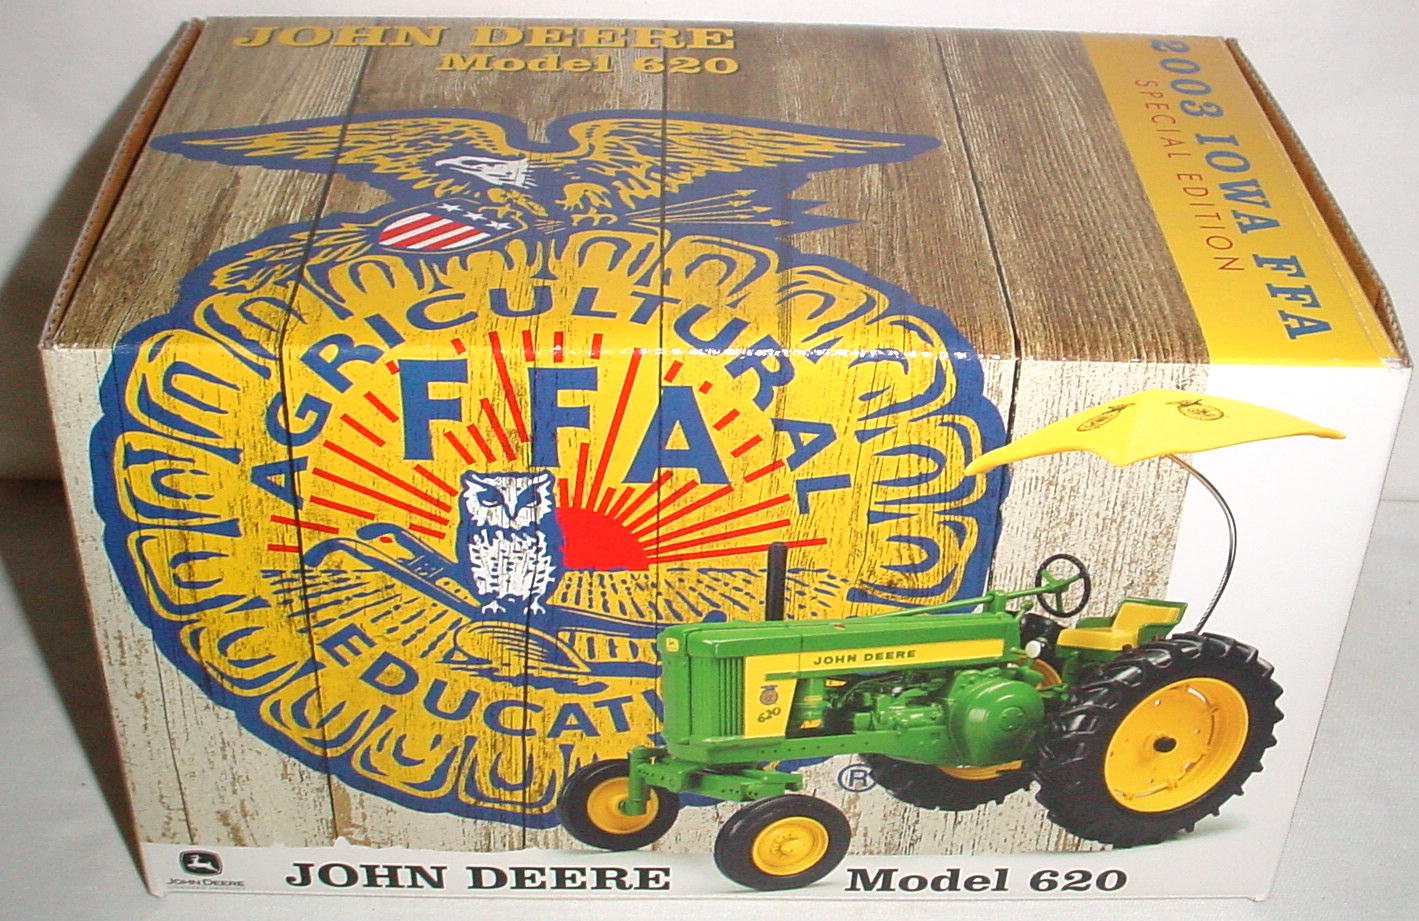 JOHN DEERE
Model 620
2003 IOWA FFA
SPECIAL EDITION
AGRICULTURAL
FFA
EDUCATI
JOHN DEERE
620
®
JOHN DEERE
JOHN DEERE
Model 620